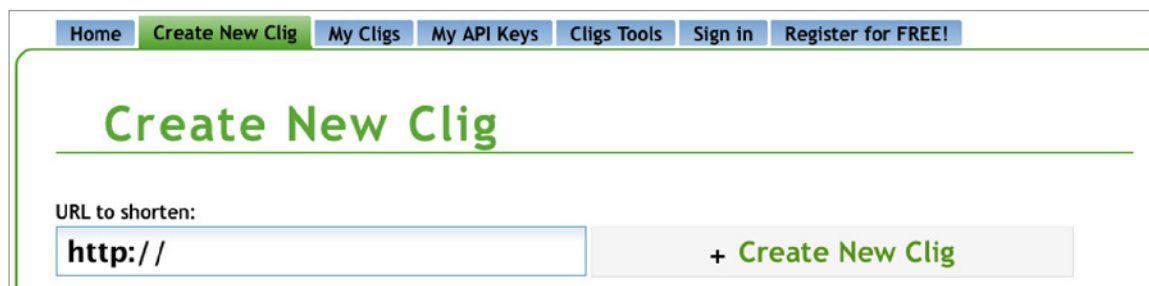 Home Create New Clig My Cligs My API Keys Cligs Tools Sign in Register for FREE!
Create New Clig
URL to shorten:
http:// + Create New Clig